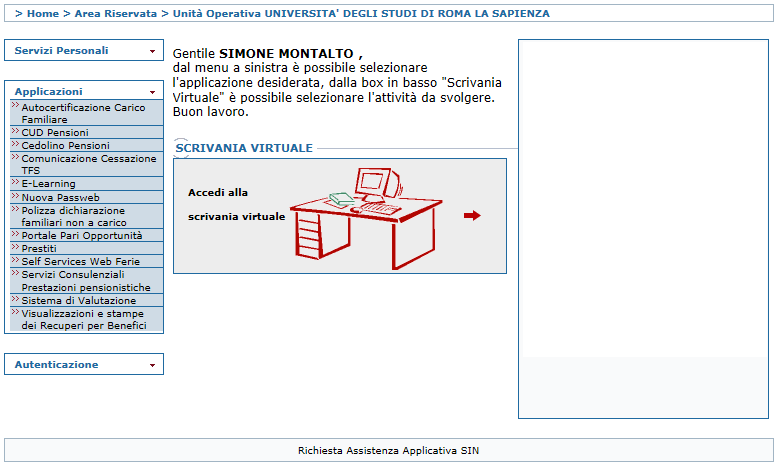 > Home > Area Riservata > Unità Operativa UNIVERSITA' DEGLI STUDI DI ROMA LA SAPIENZA
Servizi Personali
Applicazioni
Autocertificazione Carico
Familiare
CUD Pensioni
Cedolino Pensioni
Comunicazione Cessazione
TFS
E-Learning
Nuova Passweb
Polizza dichiarazione
familiari non a carico
Portale Pari Opportunità
Prestiti
Self Services Web Ferie
Servizi Consulenziali
Prestazioni pensionistiche
Sistema di Valutazione
Visualizzazioni e stampe
dei Recuperi per Benefici
Autenticazione
Gentile SIMONE MONTALTO ,
dal menu a sinistra è possibile selezionare
l'applicazione desiderata, dalla box in basso "Scrivania
Virtuale" è possibile selezionare l'attività da svolgere.
Buon lavoro.
SCRIVANIA VIRTUALE
Accedi alla
scrivania virtuale
Richiesta Assistenza Applicativa SIN